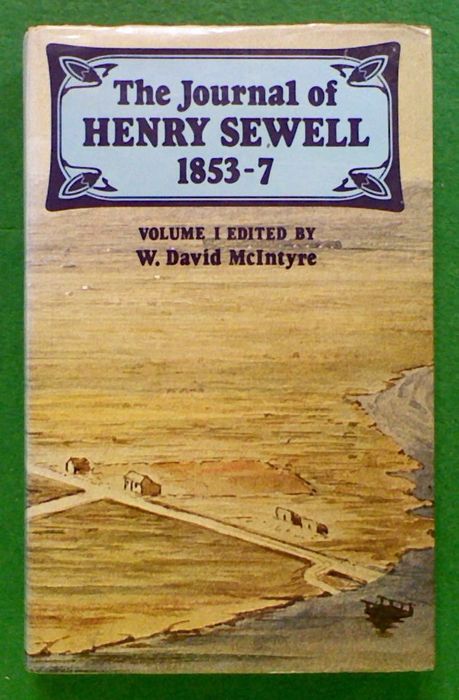 The Journal of
HENRY SEWELL
1853-7
VOLUME I EDITED BY
W. David McIntyre